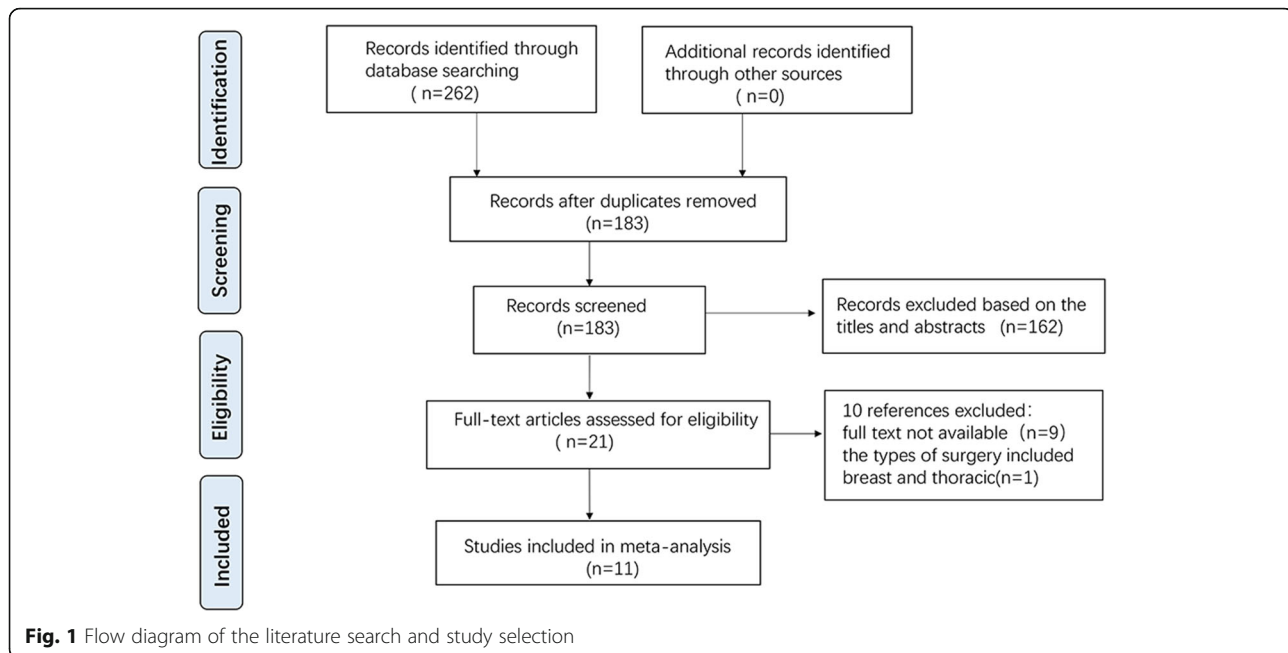 Identification
Records identified through
database searching
( n=262)
Additional records identified
through other sources
( n=0)
Screening
Records after duplicates removed
(n=183)
Records screened
(n=183)
Records excluded based on the
titles and abstracts (n=162)
Eligibility
Full-text articles assessed for eligibility
( n=21)
10 references excluded:
full text not available (n=9)
the types of surgery included
breast and thoracic(n=1)
Included
Studies included in meta-analysis
(n=11)
Fig. 1 Flow diagram of the literature search and study selection